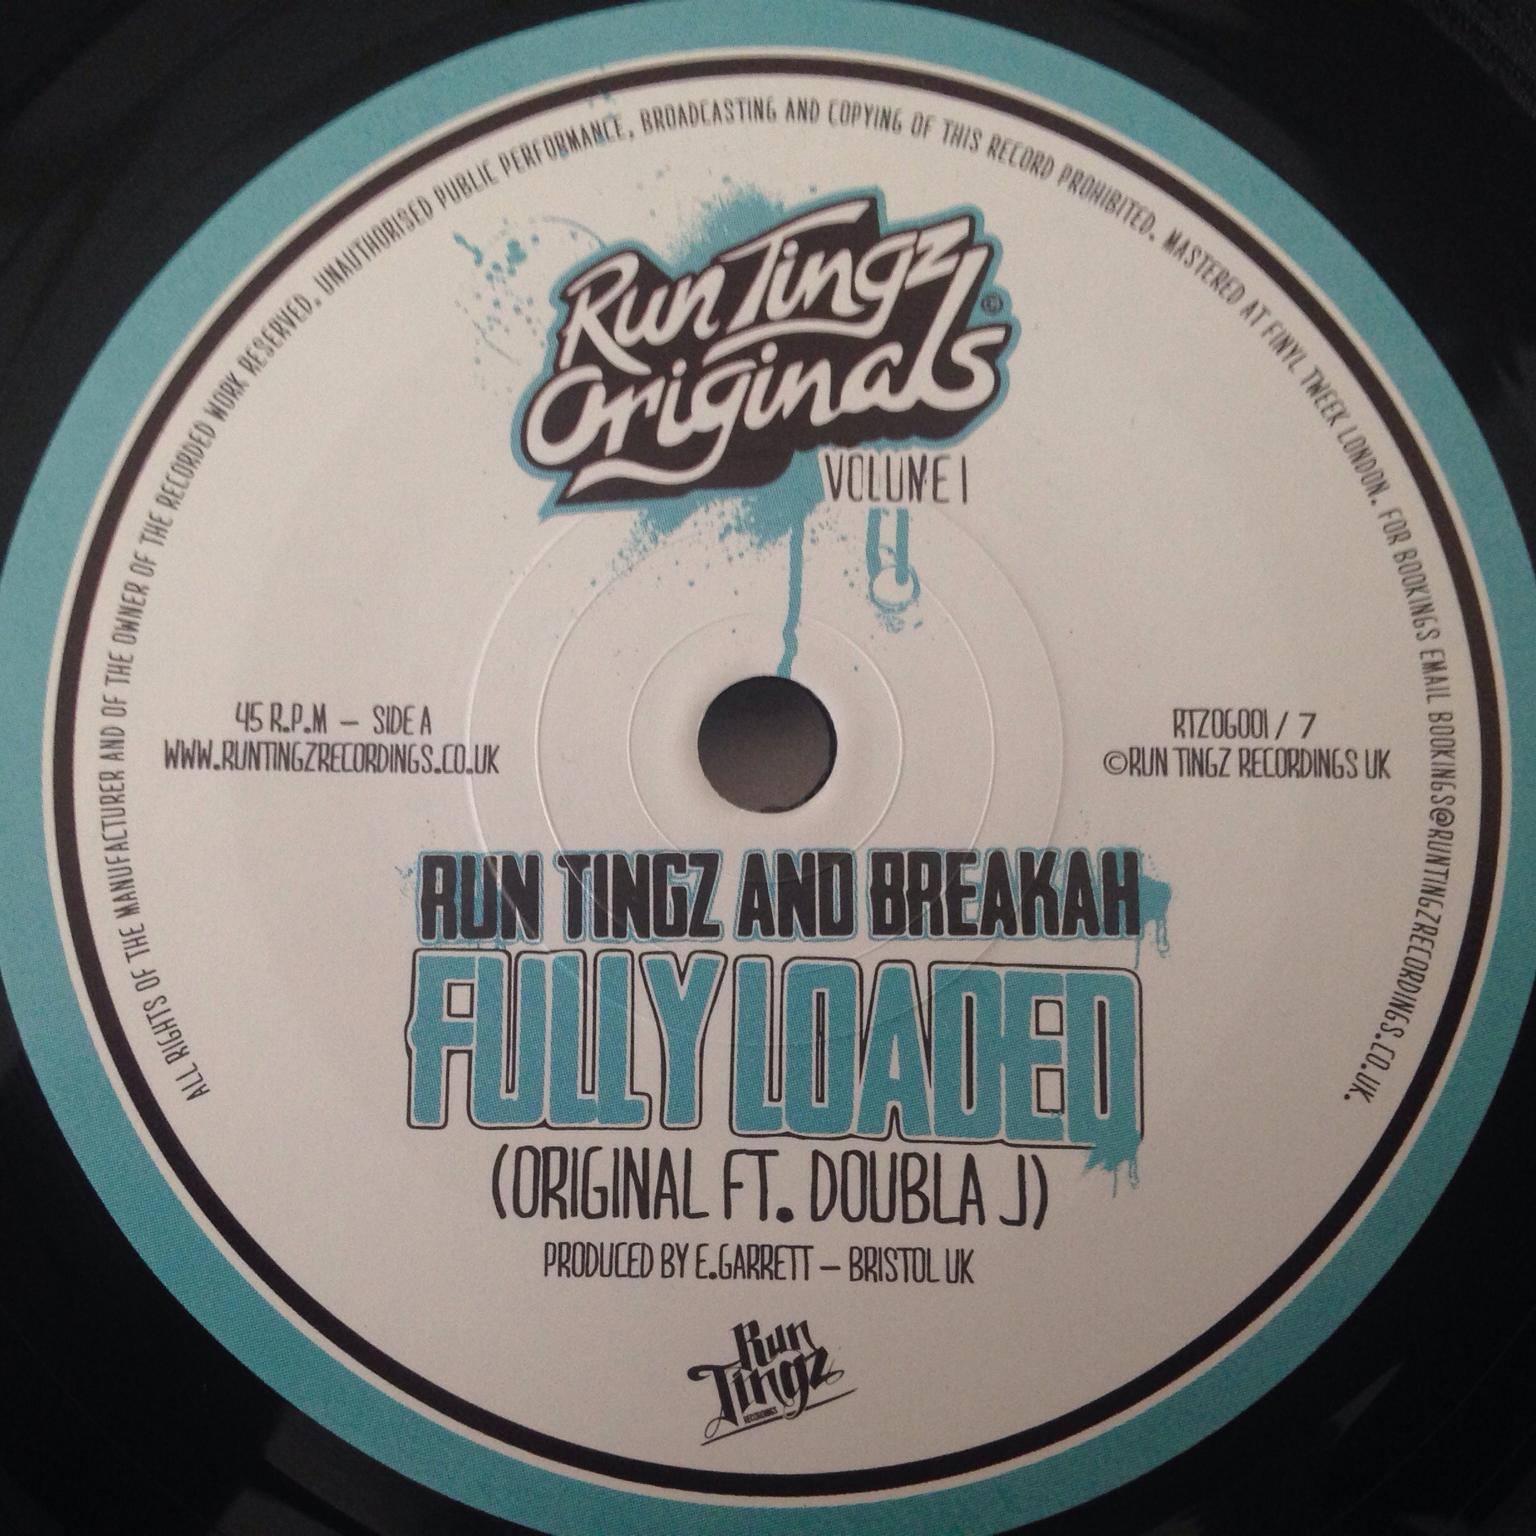 ALL RIGHTS OF THE MANUFACTURER AND OF THE OWNER OF THE RECORDED WORK RESERVED. UNAUTHORISED PUBLIC PERFORMANCE, BROADCASTING AND COPYING OF THIS RECORD PROHIBITED. MASTERED AT FINYL TWEEK LONDON. FOR BOOKINGS EMAIL BOOKINGS@RUNTINGZRECORDINGS.CO.UK.
Run Tingz
Originals ©
VOLUME 1
45 R.P.M – SIDE A
WWW.RUNTINGZRECORDINGS.CO.UK
RTZOG001 / 7
©RUN TINGZ RECORDINGS UK
RUN TINGZ AND BREAKAH
FULLY LOADED
(ORIGINAL FT. DOUBLA J)
PRODUCED BY E.GARRETT – BRISTOL UK
Run
Tingz
RECORDINGS